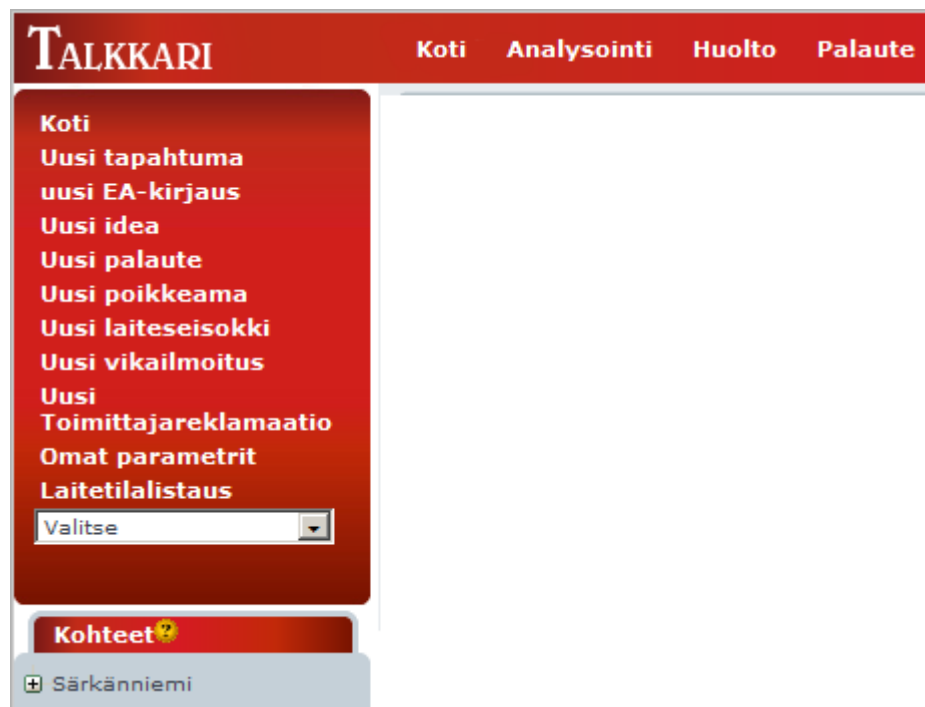 TALKKARI
Koti Analysointi Huolto Palaute
Koti
Uusi tapahtuma
uusi EA-kirjaus
Uusi idea
Uusi palaute
Uusi poikkeama
Uusi laiteseisokki
Uusi vikailmoitus
Uusi
Toimittajareklamaatio
Omat parametrit
Laitetilalistaus
Valitse
Kohteet?
Särkänniemi